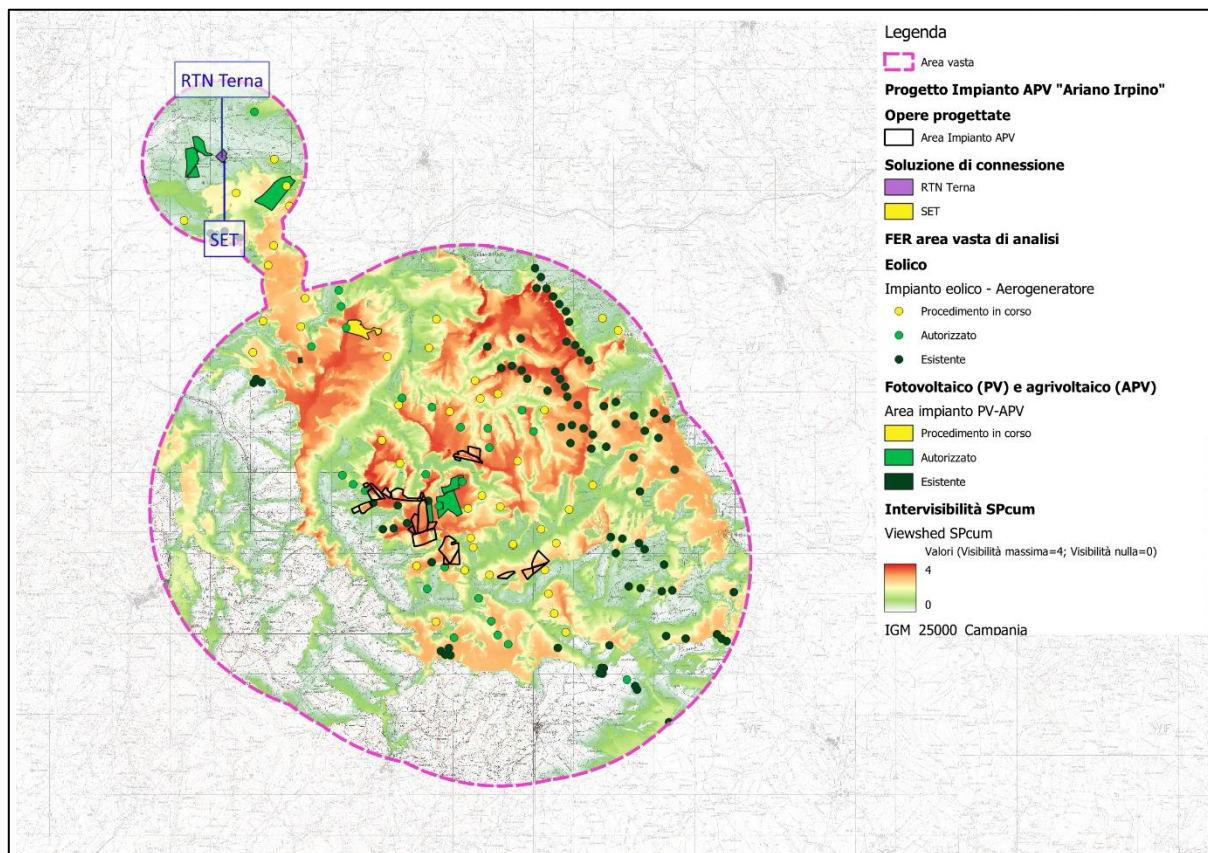 RTN Terna
SET
Legenda
Area vasta
Progetto Impianto APV "Ariano Irpino"
Opere progettate
Area Impianto APV
Soluzione di connessione
RTN Terna
SET
FER area vasta di analisi
Eolico
Impianto eolico - Aerogeneratore
Procedimento in corso
Autorizzato
Esistente
Fotovoltaico (PV) e agrivoltaico (APV)
Area impianto PV-APV
Procedimento in corso
Autorizzato
Esistente
Intervisibilità SPcum
Viewshed SPcum
Valori (Visibilità massima=4; Visibilità nulla=0)
4
0
IGM 25000 Campania